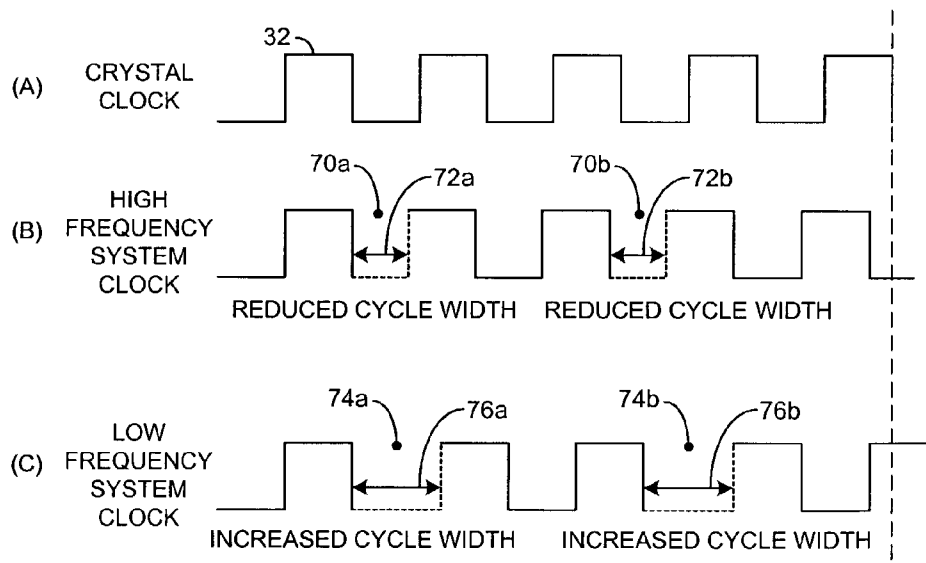 32
(A) CRYSTAL
CLOCK
70a 72a 70b 72b
HIGH
(B) FREQUENCY
SYSTEM
CLOCK
REDUCED CYCLE WIDTH REDUCED CYCLE WIDTH
74a 76a 74b 76b
LOW
(C) FREQUENCY
SYSTEM
CLOCK
INCREASED CYCLE WIDTH INCREASED CYCLE WIDTH